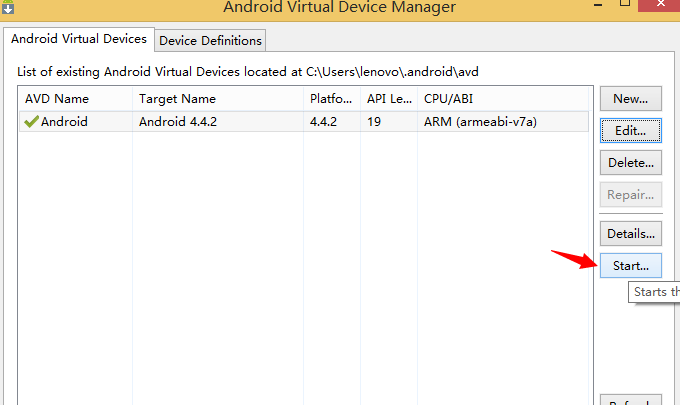 Android Virtual Device Manager
Android Virtual Devices
Device Definitions
List of existing Android Virtual Devices located at C:\Users\lenovo\.android\avd
AVD Name Target Name Platfo... API Le... CPU/ABI
Android Android 4.4.2 4.4.2 19 ARM (armeabi-v7a)
New...
Edit...
Delete...
Repair...
Details...
Start...
Starts